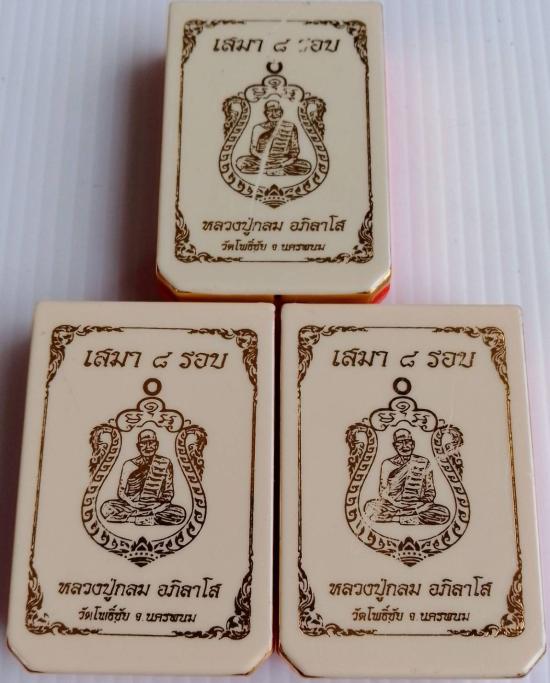 เสมา ๘ รอบ
หลวงปู่กลม อภิลาโส
วัดโพธิ์ชัย จ นครพนม
เสมา ๘ รอบ
หลวงปู่กลม อภิลาโส
วัดโพธิ์ชัย จ. นครพนม
เสมา ๘ รอบ
หลวงปู่กลม อภิลาโส
วัดโพธิ์ชัย จ. นครพนม